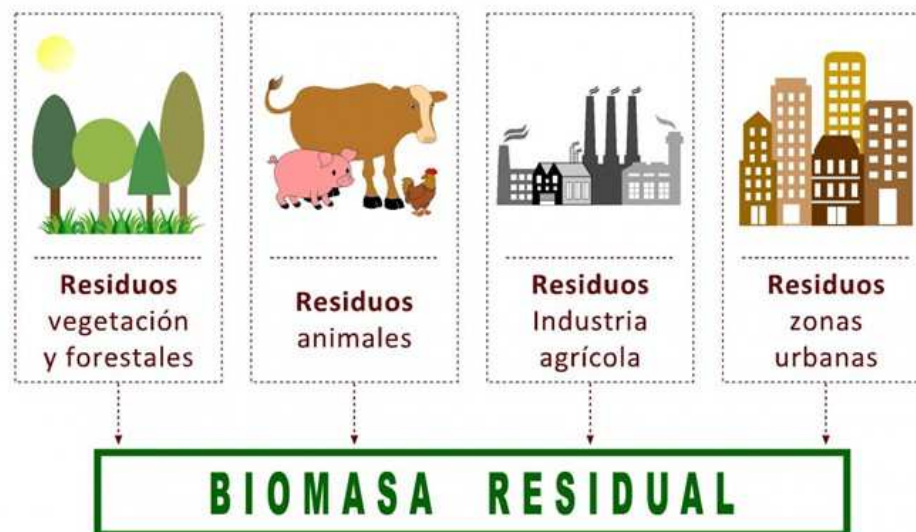 Residuos
vegetación
y forestales
Residuos
animales
Residuos
Industria
agrícola
Residuos
zonas
urbanas
BIOMASA RESIDUAL